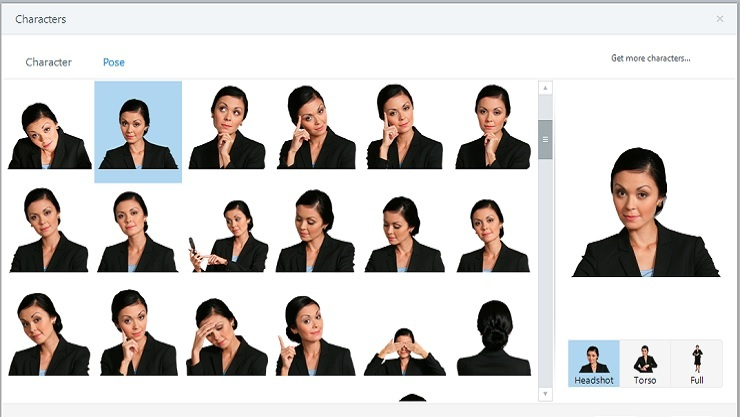 Characters
Character
Pose
Get more characters...
Headshot
Torso
Full